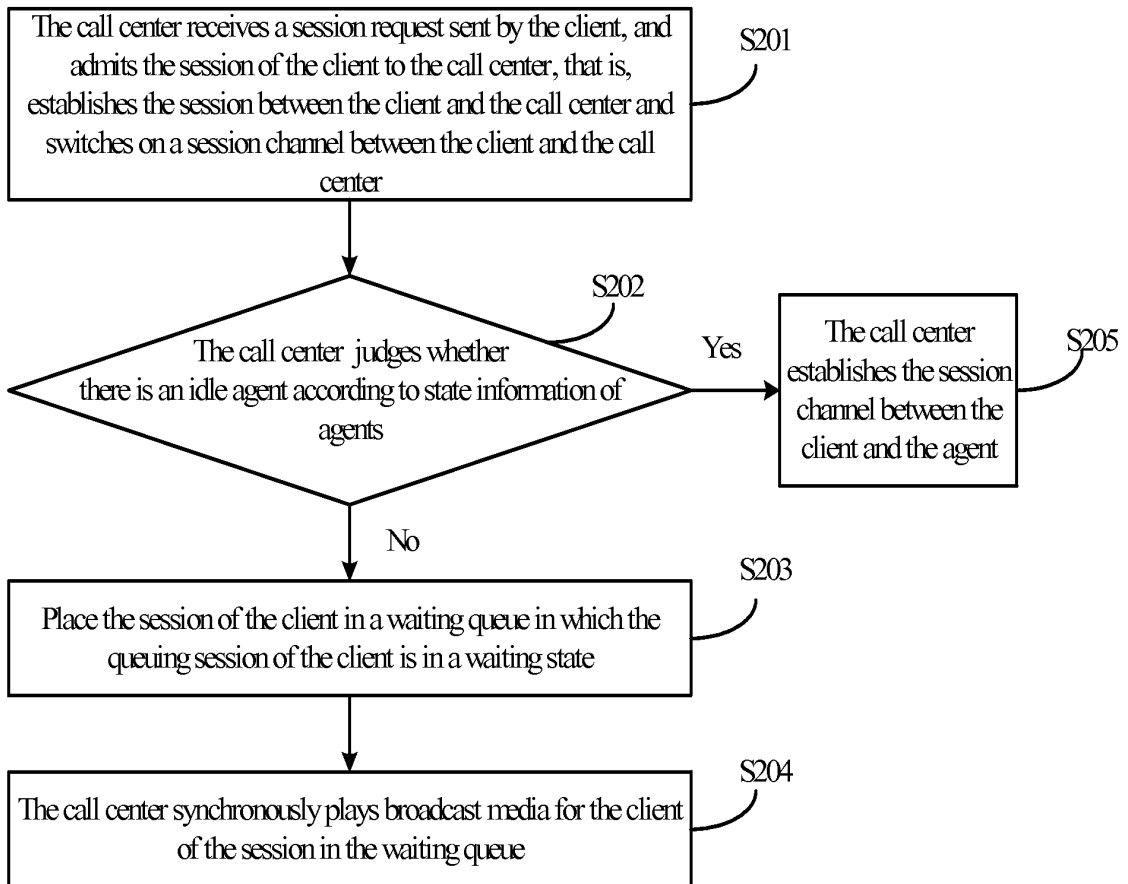 The call center receives a session request sent by the client, and
admits the session of the client to the call center, that is,
establishes the session between the client and the call center and
switches on a session channel between the client and the call
center
S201
S202
The call center judges whether
there is an idle agent according to state information of
agents
Yes
The call center
establishes the session
channel between the
client and the agent
S205
No
S203
Place the session of the client in a waiting queue in which the
queuing session of the client is in a waiting state
S204
The call center synchronously plays broadcast media for the client
of the session in the waiting queue